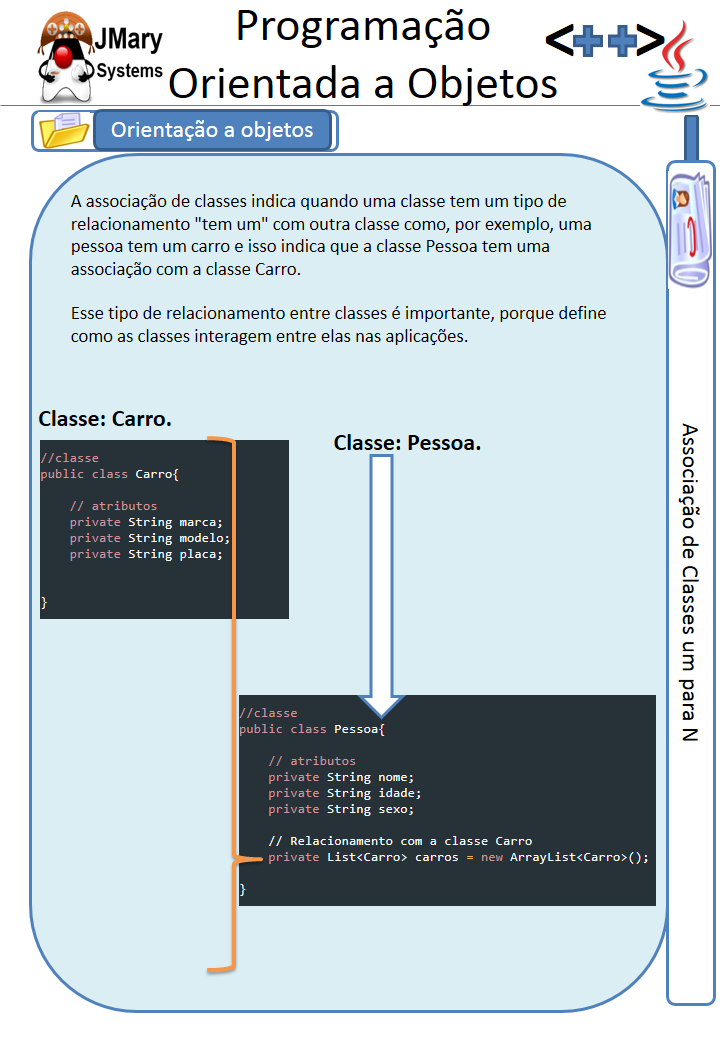 JMary
Systems
Programação
Orientada a Objetos
<++>
Orientação a objetos
A associação de classes indica quando uma classe tem um tipo de
relacionamento "tem um" com outra classe como, por exemplo, uma
pessoa tem um carro e isso indica que a classe Pessoa tem uma
associação com a classe Carro.
Esse tipo de relacionamento entre classes é importante, porque define
como as classes interagem entre elas nas aplicações.
Classe: Carro.
//classe
public class Carro{
// atributos
private String marca;
private String modelo;
private String placa;
}
Classe: Pessoa.
//classe
public class Pessoa{
// atributos
private String nome;
private String idade;
private String sexo;
// Relacionamento com a classe Carro
private List<Carro> carros = new ArrayList<Carro>();
}
Associação de Classes um para N